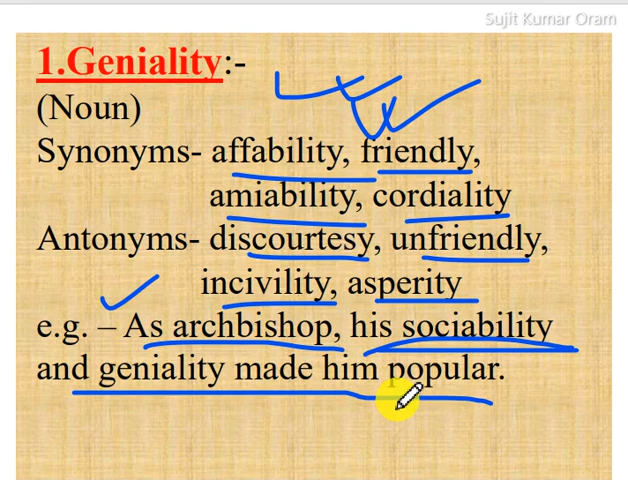 Sujit Kumar Oram
1.Geniality:-
(Noun)
Synonyms- affability, friendly,
amiability, cordiality
Antonyms- discourtesy, unfriendly,
incivility, asperity
e.g. – As archbishop, his sociability
and geniality made him popular.